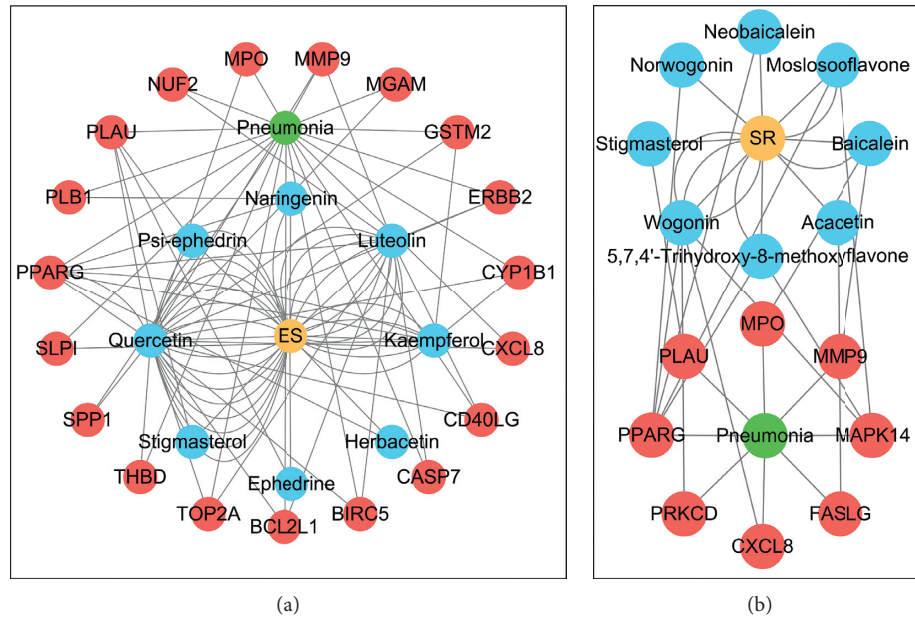 MPO
MMP9
NUF2
MGAM
Pneumonia
PLAU
GSTM2
PLB1
Naringenin
ERBB2
Psi-ephedrin
Luteolin
PPARG
CYP1B1
SLPI
Quercetin
ES
Kaempferol
CXCL8
SPP1
CD40LG
Stigmasterol
Herbacetin
THBD
CASP7
Ephedrine
TOP2A
BCL2L1
BIRC5
(a)
Neobaicalein
Norwogonin
Moslosooflavone
Stigmasterol
SR
Baicalein
Wogonin
Acacetin
5,7,4'-Trihydroxy-8-methoxyflavone
MPO
PLAU
MMP9
PPARG
Pneumonia
MAPK14
PRKCD
FASLG
CXCL8
(b)